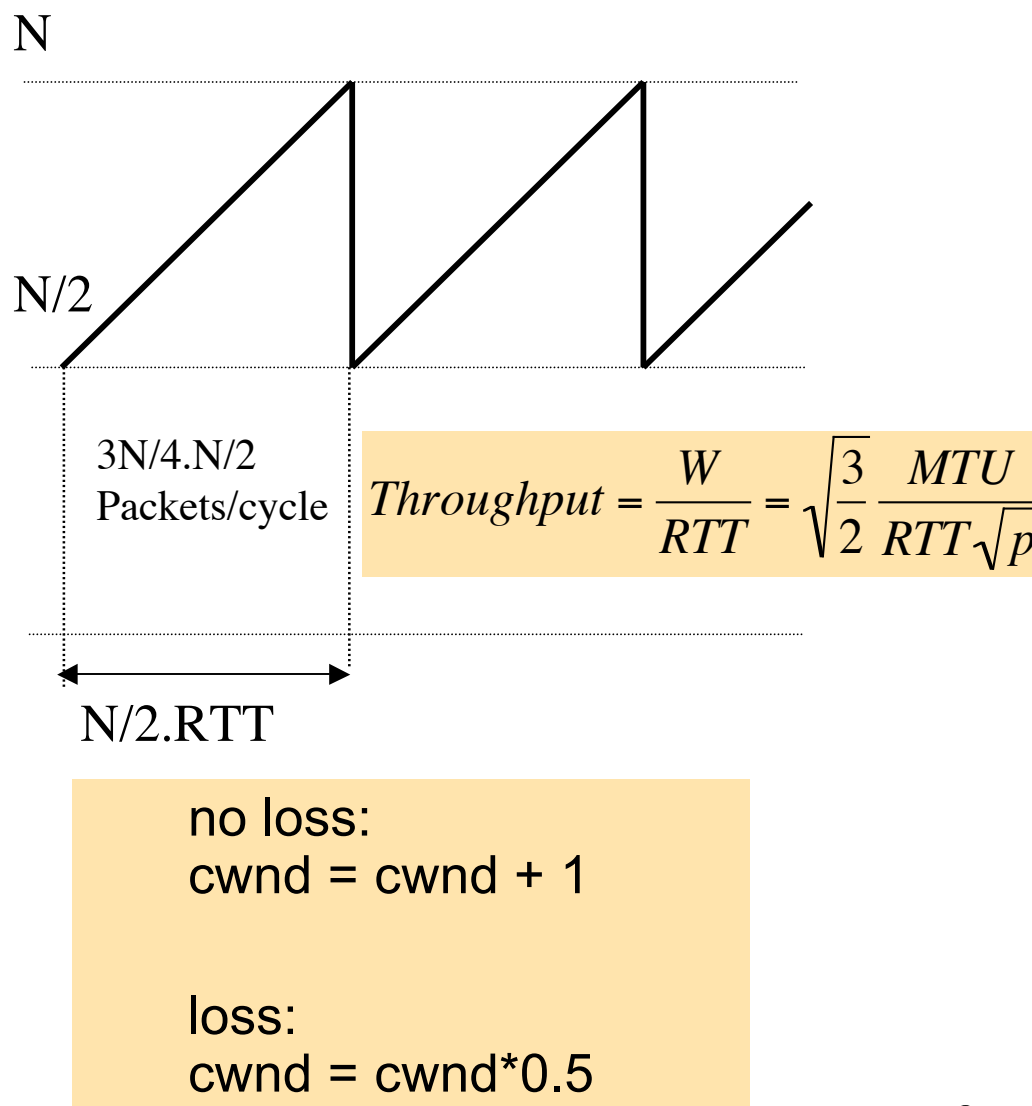 N
N/2
3N/4.N/2
Packets/cycle
Throughput = W/RTT = √(3/2) MTU/(RTT√p)
N/2.RTT
no loss:
cwnd = cwnd + 1
loss:
cwnd = cwnd*0.5